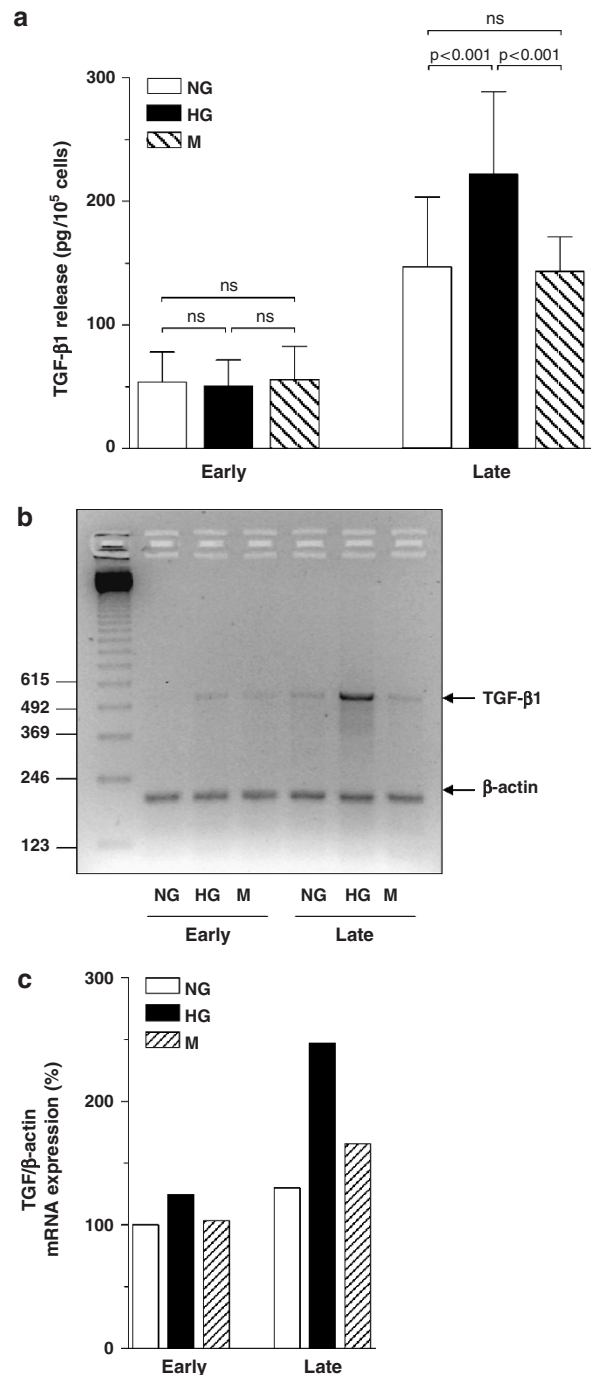 a
ns
p<0.001 p<0.001
300
NG
HG
M
200
ns
ns ns
100
0
TGF-β1 release (pg/10⁵ cells)
Early Late
b
615
492
369
246
123
TGF-β1
β-actin
NG HG M NG HG M
Early Late
c
300
NG
HG
M
200
100
0
TGF/β-actin
mRNA expression (%)
Early Late